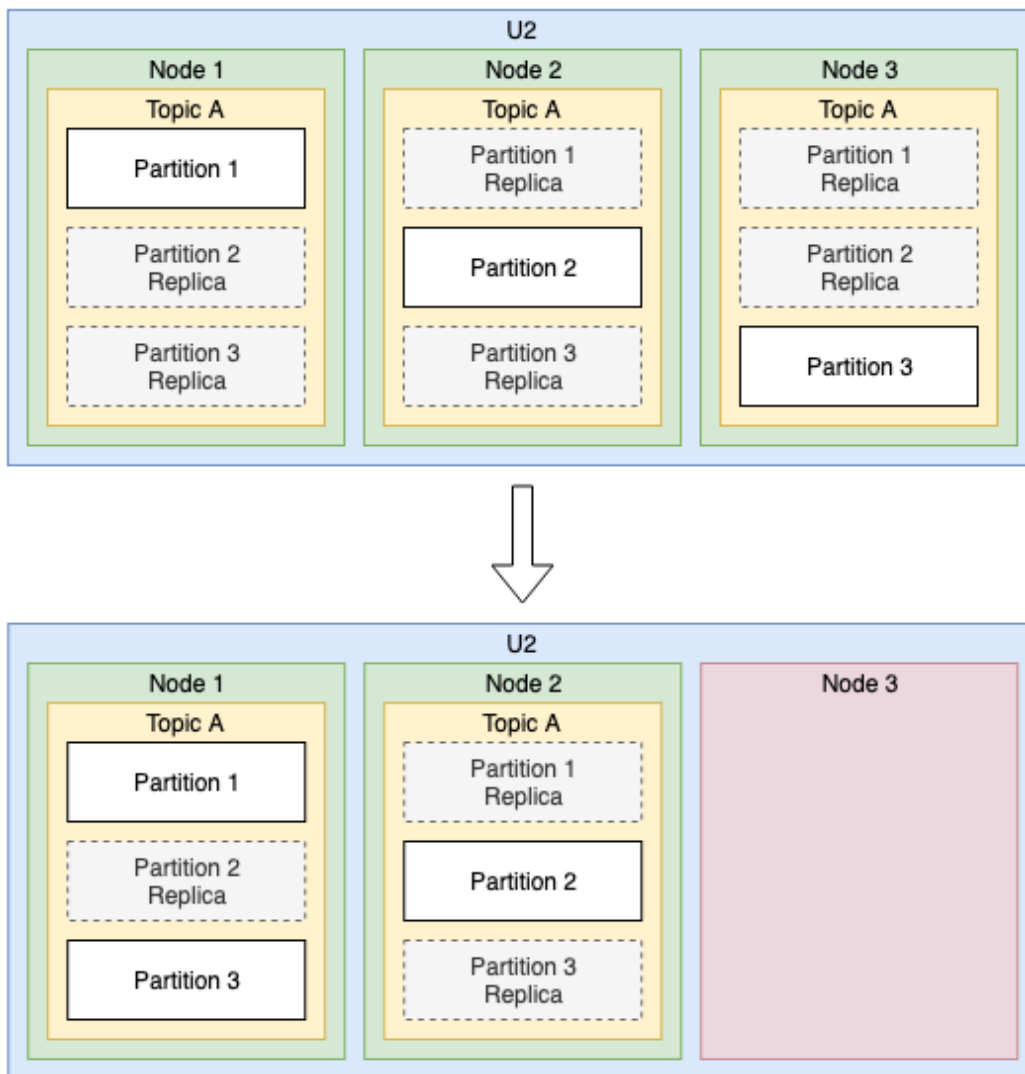 U2
Node 1
Topic A
Partition 1
Partition 2
Replica
Partition 3
Replica
Node 2
Topic A
Partition 1
Replica
Partition 2
Partition 3
Replica
Node 3
Topic A
Partition 1
Replica
Partition 2
Replica
Partition 3
U2
Node 1
Topic A
Partition 1
Partition 2
Replica
Partition 3
Node 2
Topic A
Partition 1
Replica
Partition 2
Partition 3
Replica
Node 3